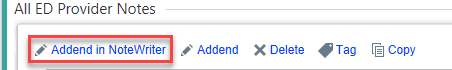 All ED Provider Notes
Addend in NoteWriter Addend Delete Tag Copy